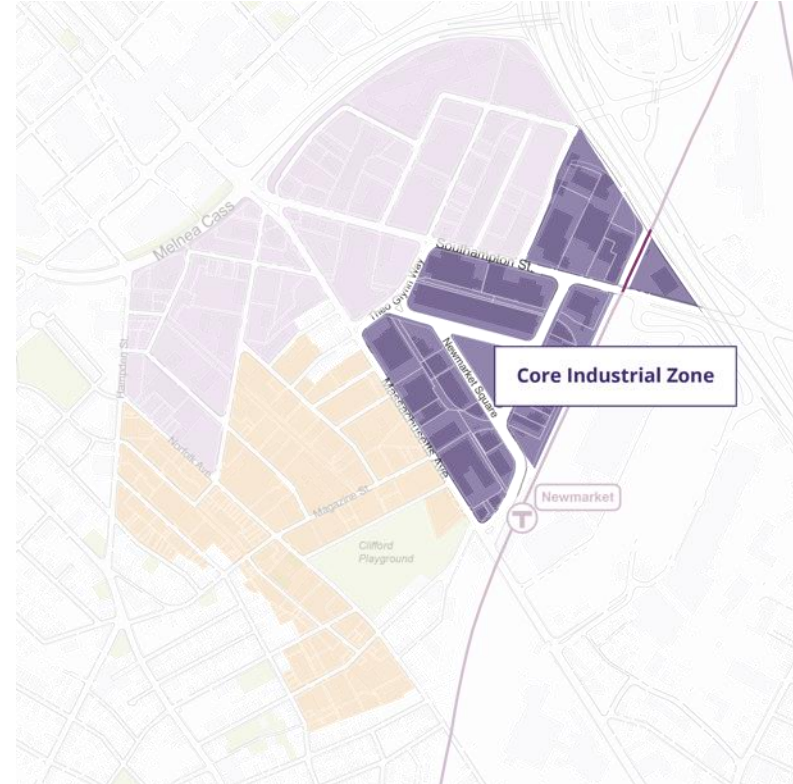 Melnea Cass
Southampton St.
Theo Glynn Way
Newmarket Square
Core Industrial Zone
Hampden St.
Massachusetts Ave
Norfolk Ave
Magazine St.
Newmarket
T
Clifford
Playground